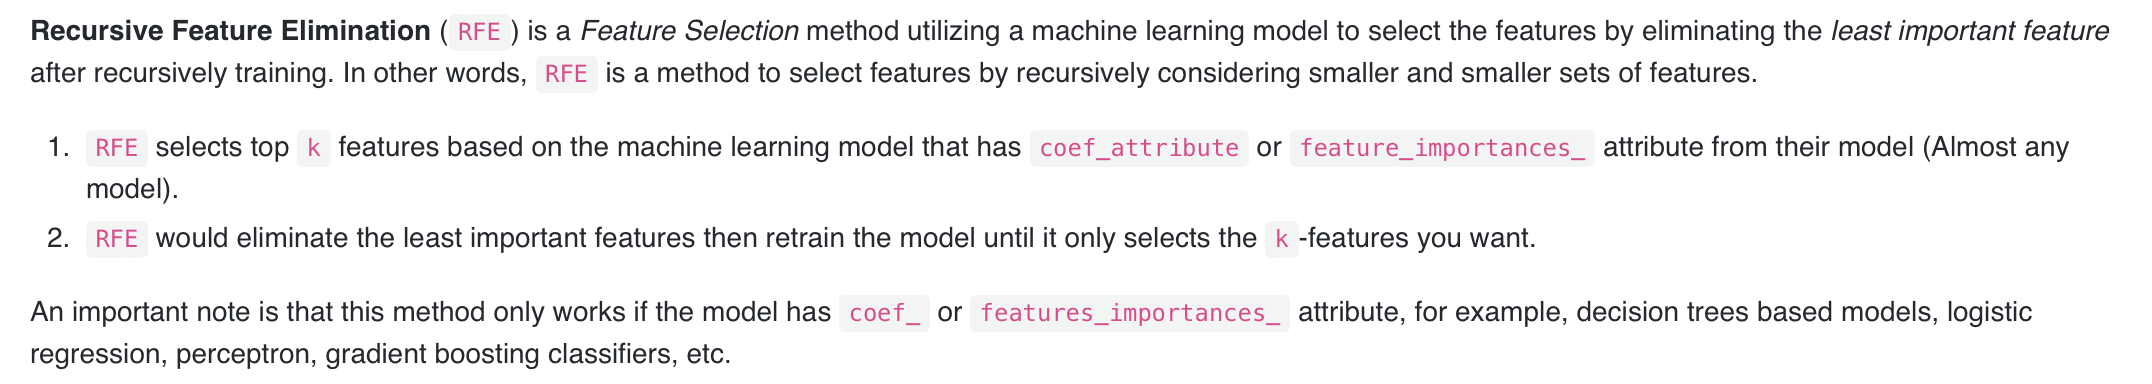 Recursive Feature Elimination ( RFE ) is a Feature Selection method utilizing a machine learning model to select the features by eliminating the least important feature
after recursively training. In other words, RFE is a method to select features by recursively considering smaller and smaller sets of features.
1. RFE selects top k features based on the machine learning model that has coef_attribute or feature_importances_ attribute from their model (Almost any
model).
2. RFE would eliminate the least important features then retrain the model until it only selects the k -features you want.
An important note is that this method only works if the model has coef_ or features_importances_ attribute, for example, decision trees based models, logistic
regression, perceptron, gradient boosting classifiers, etc.